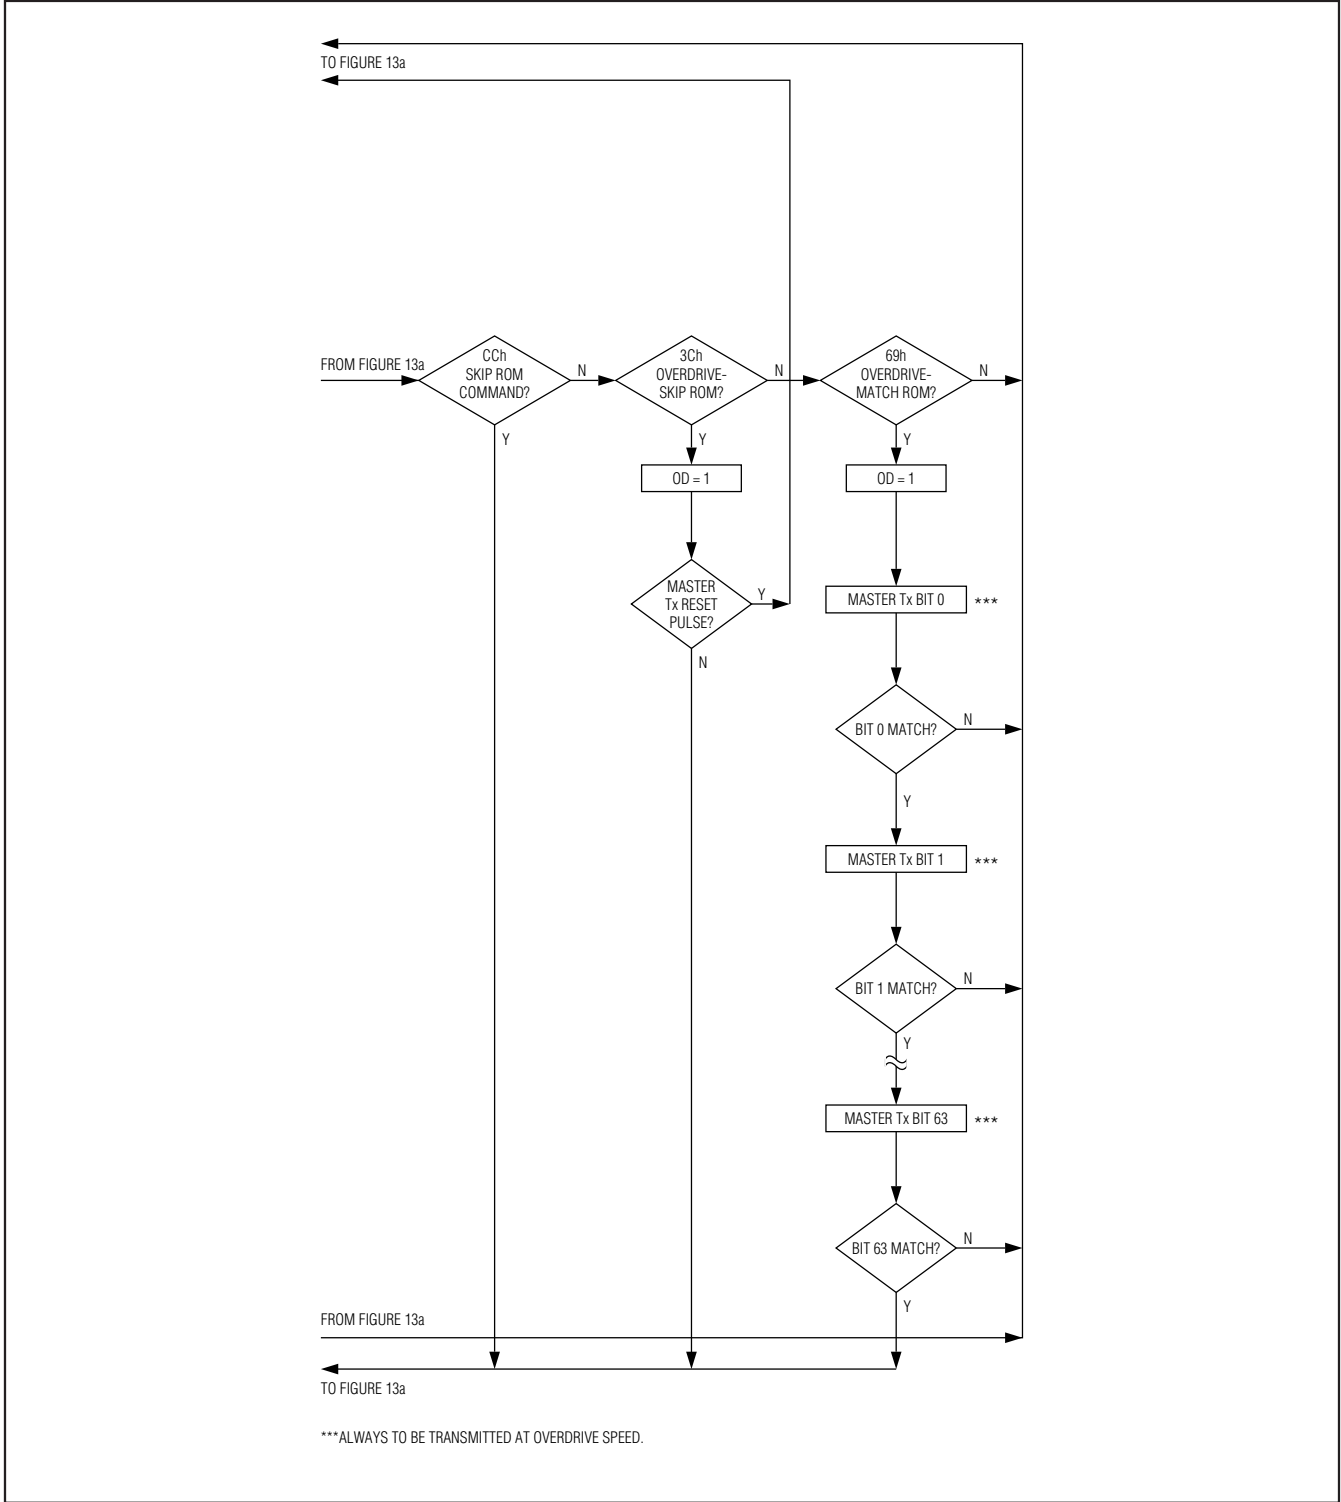 TO FIGURE 13a
FROM FIGURE 13a
CCh
SKIP ROM
COMMAND?
N
3Ch
OVERDRIVE-
SKIP ROM?
N
69h
OVERDRIVE-
MATCH ROM?
N
Y
Y
Y
OD = 1
OD = 1
MASTER
Tx RESET
PULSE?
Y
MASTER Tx BIT 0
***
N
BIT 0 MATCH?
N
Y
MASTER Tx BIT 1
***
BIT 1 MATCH?
N
Y
MASTER Tx BIT 63
***
BIT 63 MATCH?
N
Y
FROM FIGURE 13a
TO FIGURE 13a
***ALWAYS TO BE TRANSMITTED AT OVERDRIVE SPEED.